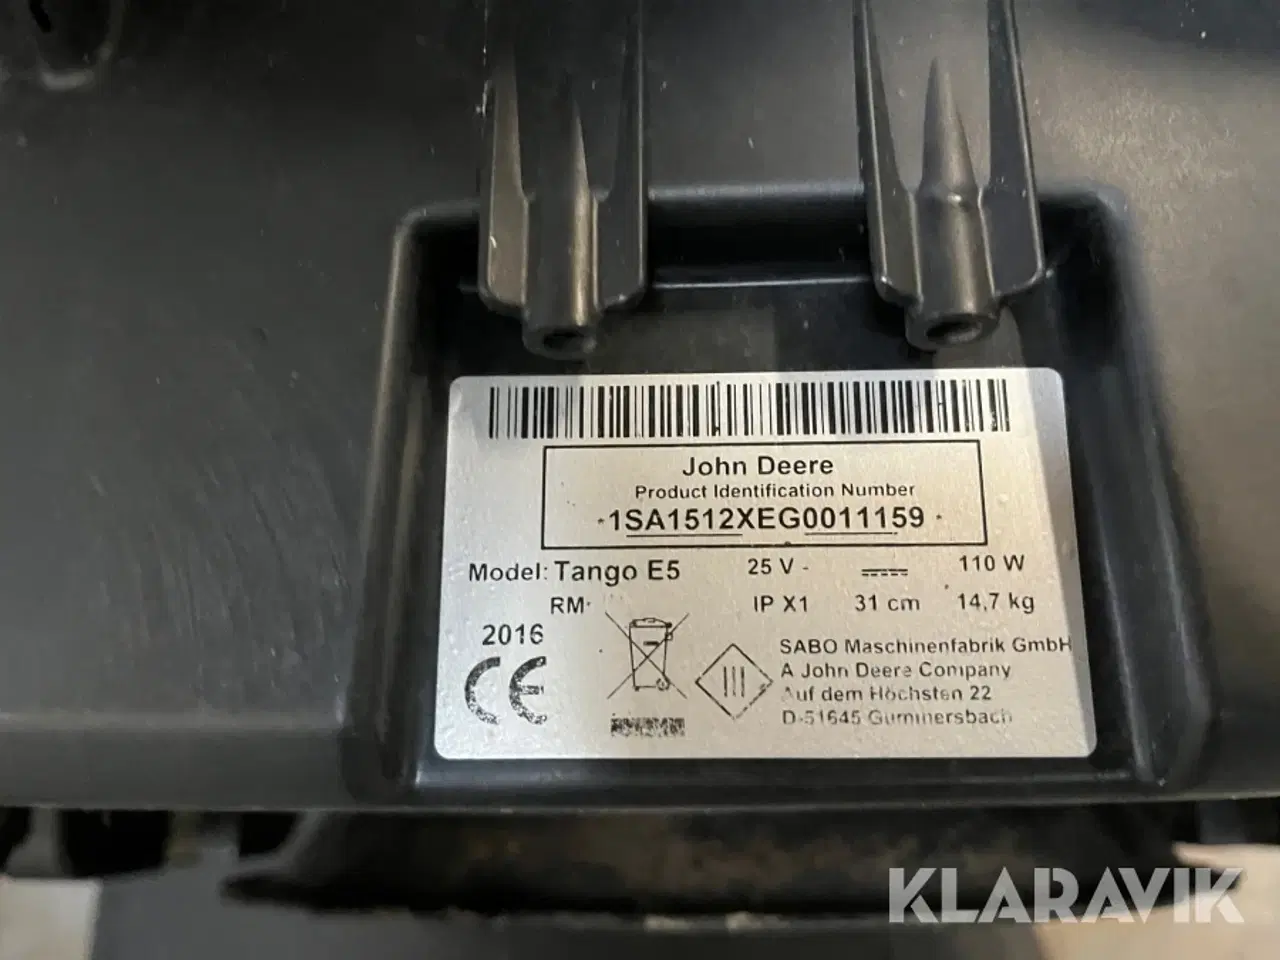 John Deere
Product Identification Number
*1SA1512XEG0011159*
Model: Tango E5 25 V - 110 W
RM IP X1 31 cm 14,7 kg
2016
CE
SABO Maschinenfabrik GmbH
A John Deere Company
Auf dem Höchsten 22
D-51645 Gummersbach
KLARAVIK